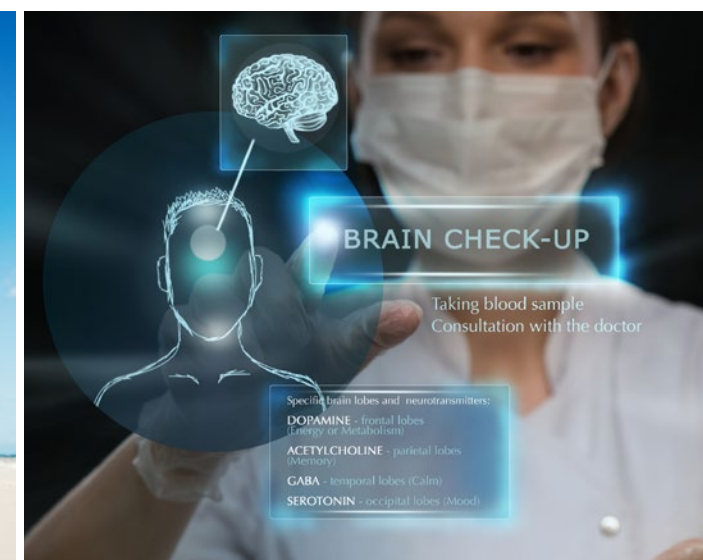 BRAIN CHECK-UP
Taking blood sample
Consultation with the doctor
Specific brain lobes and neurotransmitters:
DOPAMINE - frontal lobes
(Energy or Metabolism)
ACETYLCHOLINE - parietal lobes
(Memory)
GABA - temporal lobes (Calm)
SEROTONIN - occipital lobes (Mood)